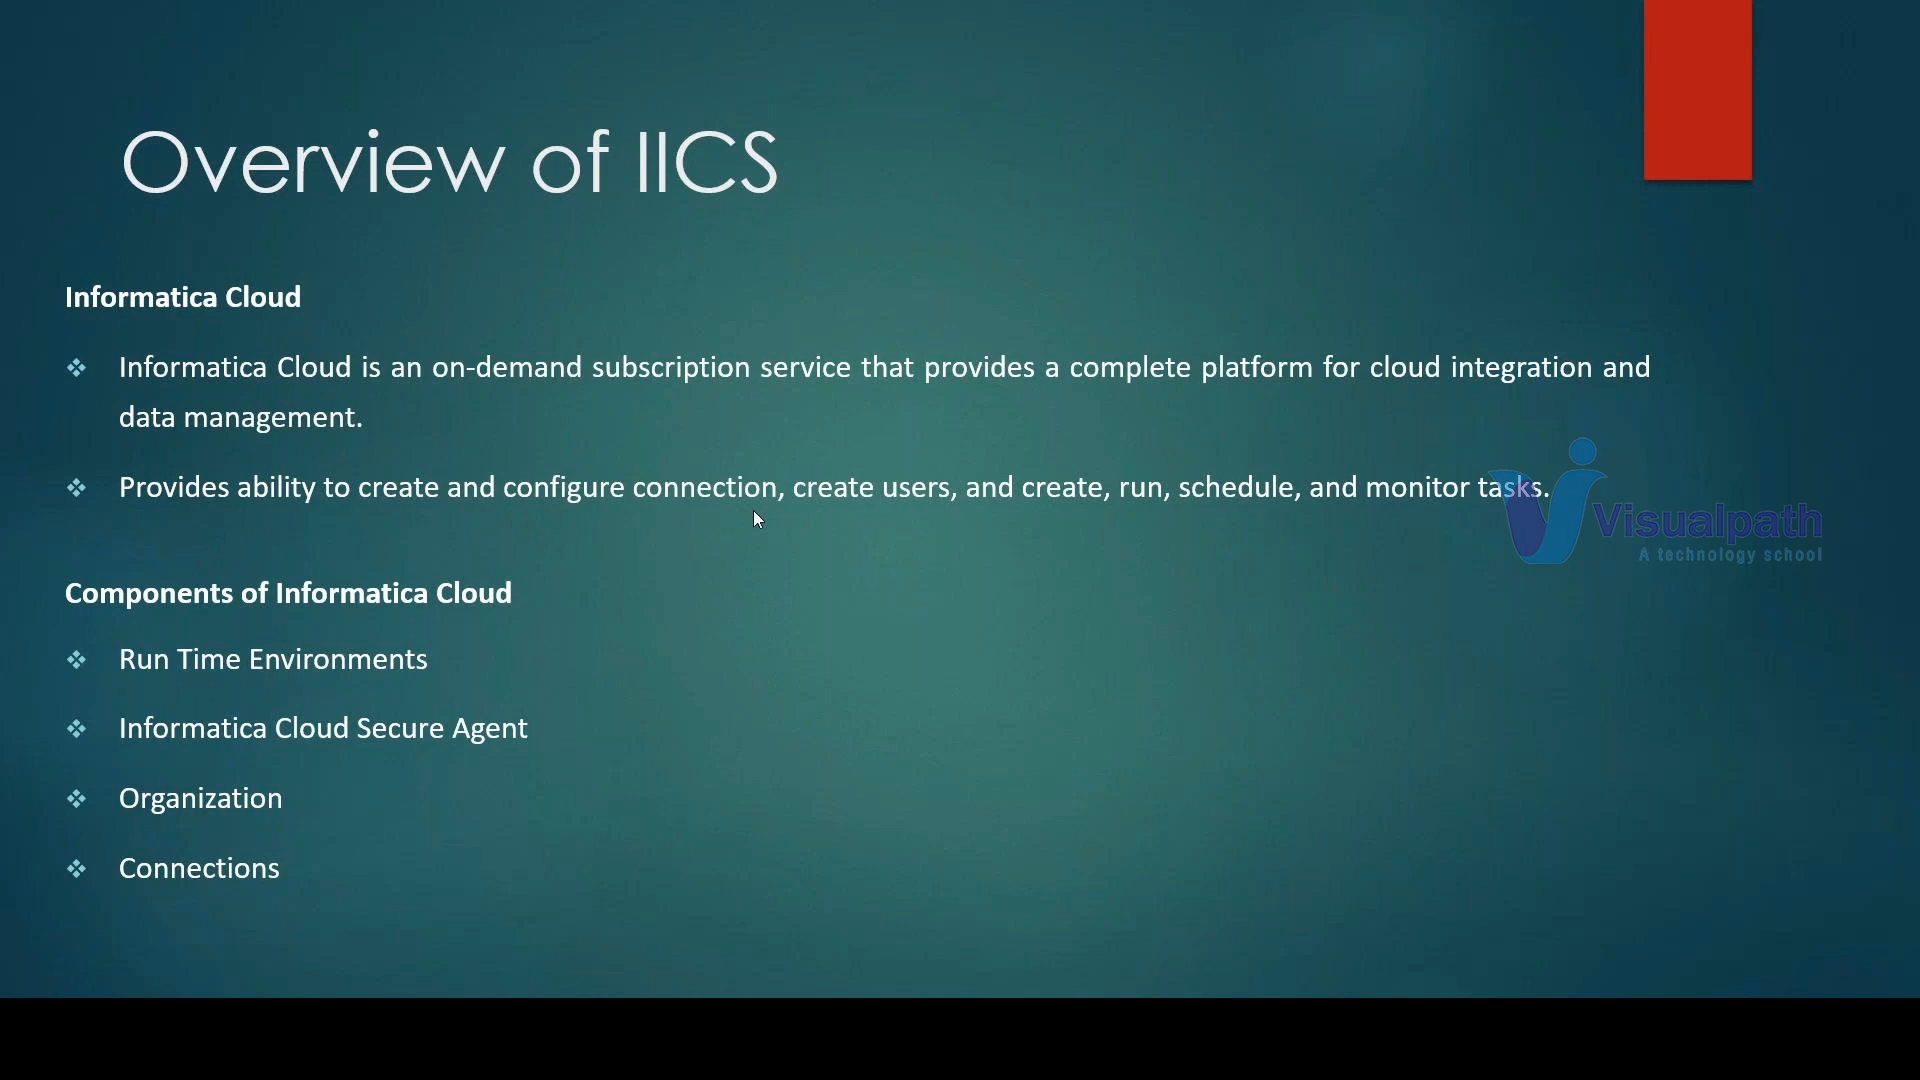 Overview of IICS
Informatica Cloud
❖ Informatica Cloud is an on-demand subscription service that provides a complete platform for cloud integration and
data management.
❖ Provides ability to create and configure connection, create users, and create, run, schedule, and monitor tasks.
Visualpath
A technology school
Components of Informatica Cloud
❖ Run Time Environments
❖ Informatica Cloud Secure Agent
❖ Organization
❖ Connections